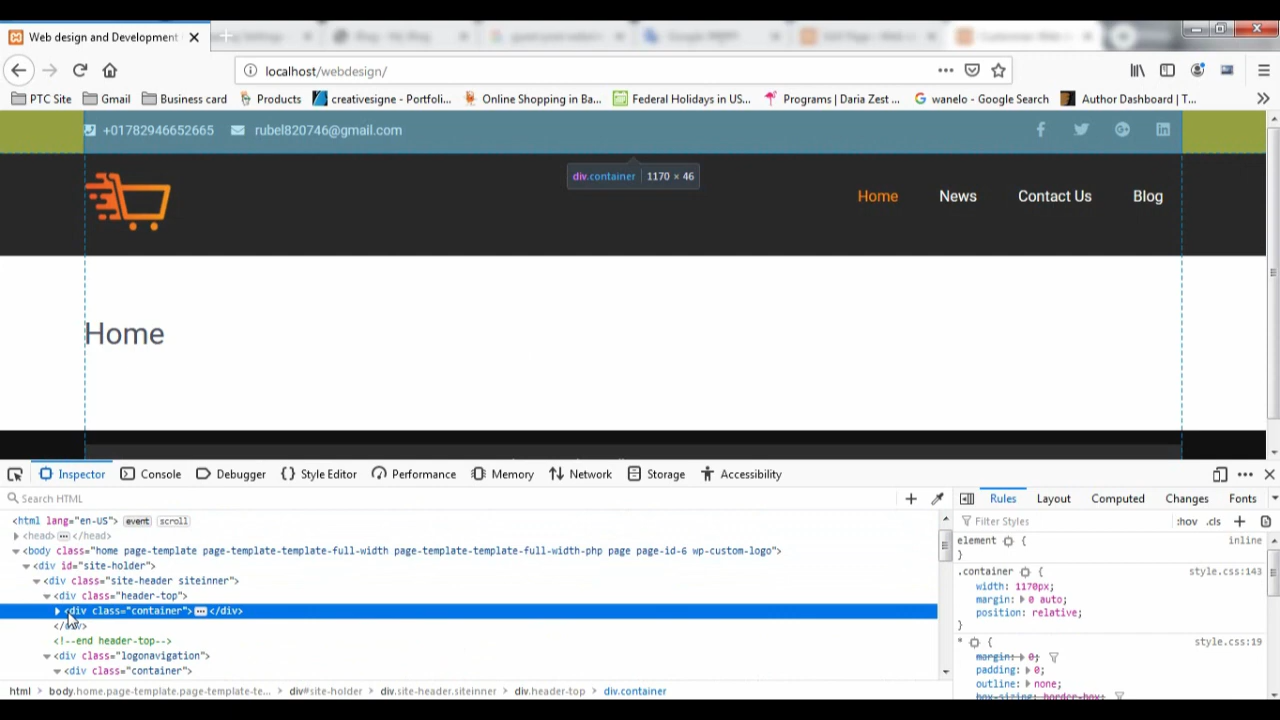 Web design and Development
localhost/webdesign/
PTC Site Gmail Business card Products creativesigne - Portfoli... Online Shopping in Ba... Federal Holidays in US... Programs | Daria Zest ... wanelo - Google Search Author Dashboard | T...
+01782946652665 rubel820746@gmail.com
div.container 1170 × 46
Home News Contact Us Blog
Home
Inspector Console Debugger Style Editor Performance Memory Network Storage Accessibility
Search HTML
Rules Layout Computed Changes Fonts
Filter Styles :hov .cls
<html lang="en-US"> event scroll
<head> </head>
<body class="home page-template page-template-template-full-width page-template-template-full-width-php page page-id-6 wp-custom-logo">
<div id="site-holder">
<div class="site-header siteinner">
<div class="header-top">
<div class="container"> </div>
</div>
<!--end header-top-->
<div class="logonavigation">
<div class="container">
element { inline
}
.container { style.css:143
width: 1170px;
margin: 0 auto;
position: relative;
}
* { style.css:19
margin: 0;
padding: 0;
outline: none;
box-sizing: border-box;
html body.home.page-template.page-template-te... div#site-holder div.site-header.siteinner div.header-top div.container